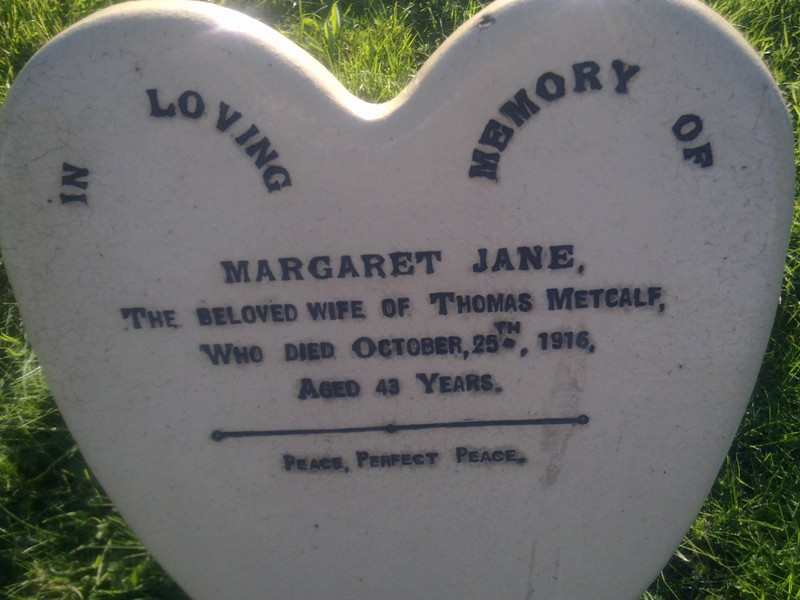 IN LOVING MEMORY OF
MARGARET JANE,
THE BELOVED WIFE OF THOMAS METCALF,
WHO DIED OCTOBER, 25TH, 1916,
AGED 43 YEARS.
PEACE, PERFECT PEACE.